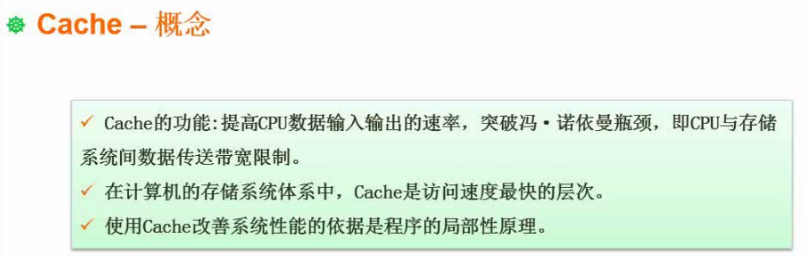 Cache – 概念
✓ Cache的功能:提高CPU数据输入输出的速率，突破冯·诺依曼瓶颈，即CPU与存储
系统间数据传送带宽限制。
✓ 在计算机的存储系统体系中，Cache是访问速度最快的层次。
✓ 使用Cache改善系统性能的依据是程序的局部性原理。